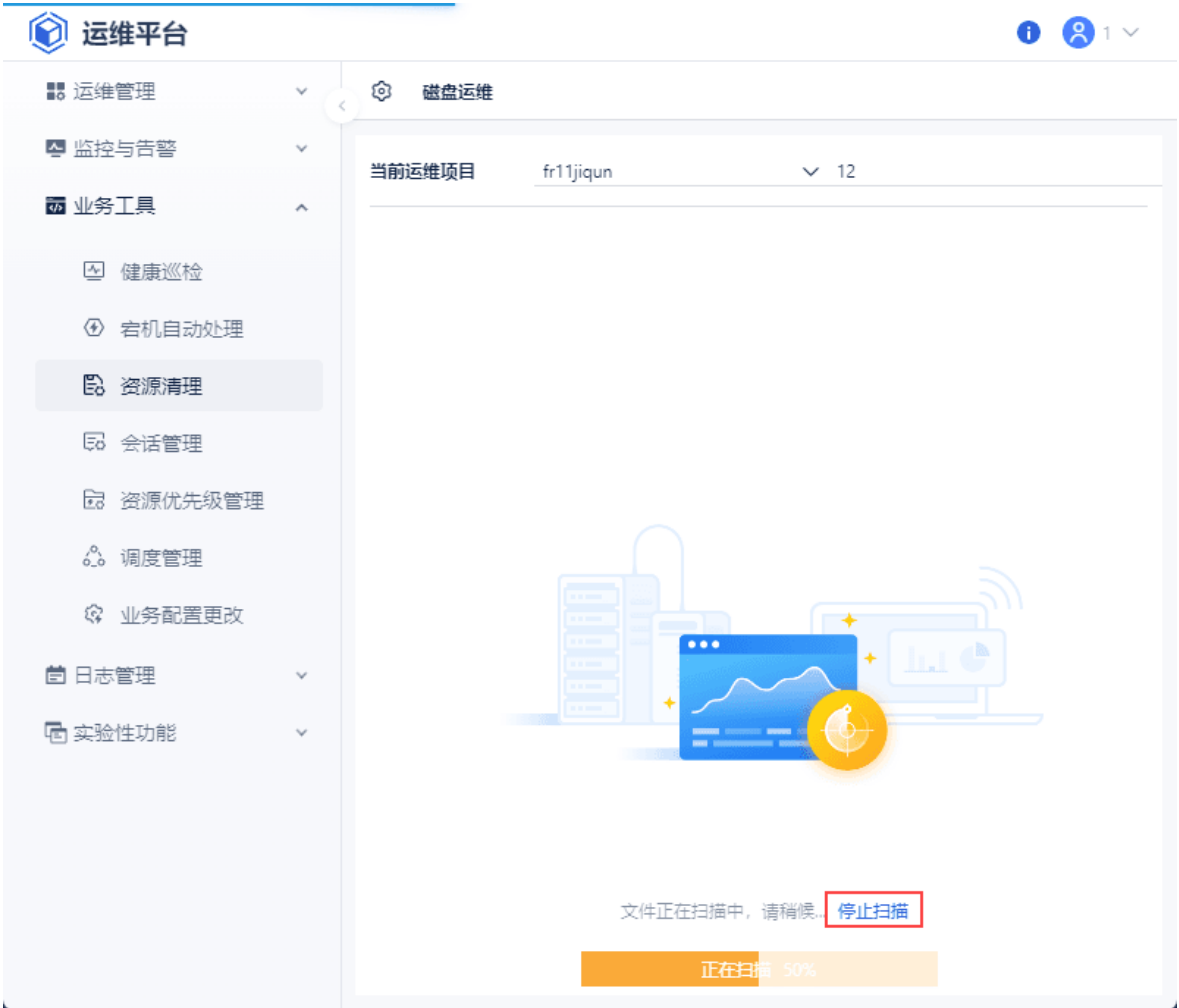 运维平台
1
运维管理
磁盘运维
监控与告警
当前运维项目 fr11jiqun 12
业务工具
健康巡检
宕机自动处理
资源清理
会话管理
资源优先级管理
调度管理
业务配置更改
日志管理
实验性功能
文件正在扫描中，请稍候... 停止扫描
正在扫描 50%